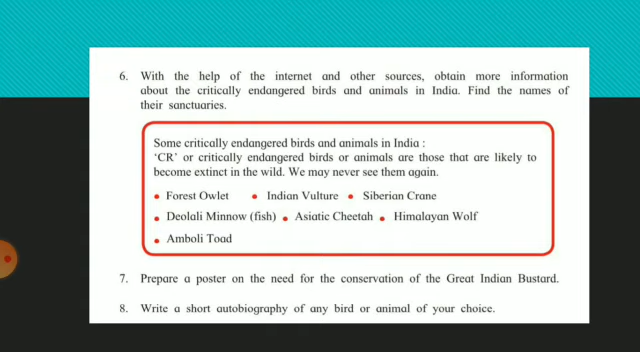 6. With the help of the internet and other sources, obtain more information
about the critically endangered birds and animals in India. Find the names of
their sanctuaries.
Some critically endangered birds and animals in India :
‘CR’ or critically endangered birds or animals are those that are likely to
become extinct in the wild. We may never see them again.
• Forest Owlet • Indian Vulture • Siberian Crane
• Deolali Minnow (fish) • Asiatic Cheetah • Himalayan Wolf
• Amboli Toad
7. Prepare a poster on the need for the conservation of the Great Indian Bustard.
8. Write a short autobiography of any bird or animal of your choice.